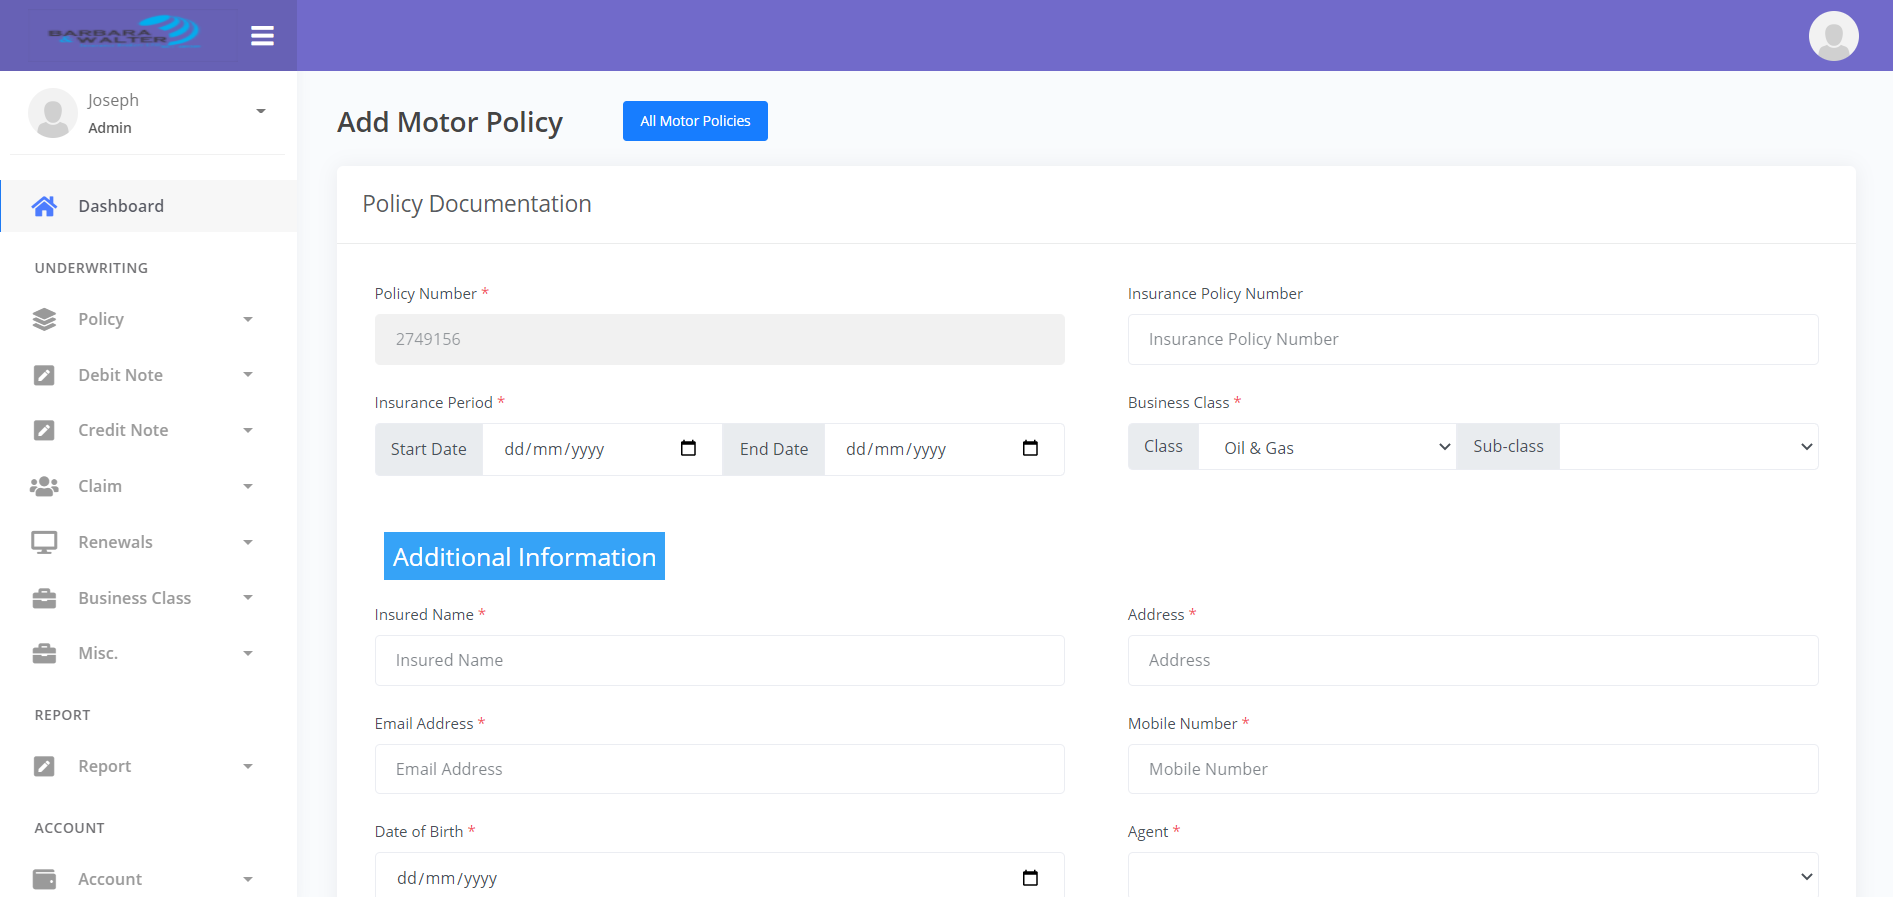 BARBARA
& WALTER
Joseph
Admin
Add Motor Policy
All Motor Policies
Policy Documentation
Dashboard
UNDERWRITING
Policy
Debit Note
Credit Note
Claim
Renewals
Business Class
Misc.
REPORT
Report
ACCOUNT
Account
Policy Number *
2749156
Insurance Policy Number
Insurance Policy Number
Insurance Period *
Start Date dd/mm/yyyy End Date dd/mm/yyyy
Business Class *
Class Oil & Gas Sub-class
Additional Information
Insured Name *
Insured Name
Address *
Address
Email Address *
Email Address
Mobile Number *
Mobile Number
Date of Birth *
dd/mm/yyyy
Agent *